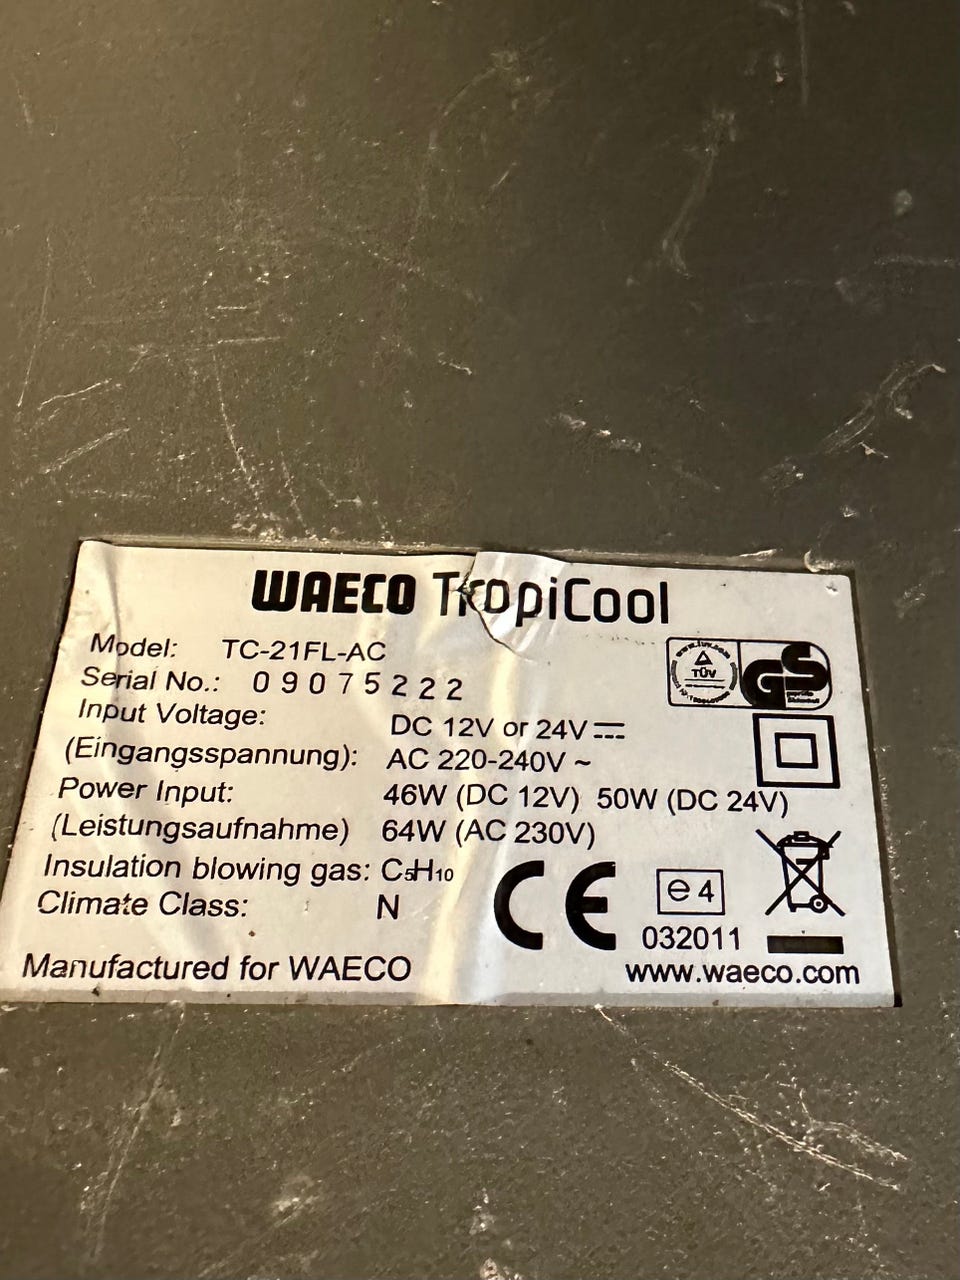 WAECO TropiCool
Model: TC-21FL-AC
Serial No.: 09075222
Input Voltage: DC 12V or 24V ⎓
(Eingangsspannung): AC 220-240V ~
Power Input: 46W (DC 12V) 50W (DC 24V)
(Leistungsaufnahme) 64W (AC 230V)
Insulation blowing gas: C₅H₁₀
Climate Class: N
Manufactured for WAECO
TÜV
GS
CE
e4
032011
www.waeco.com